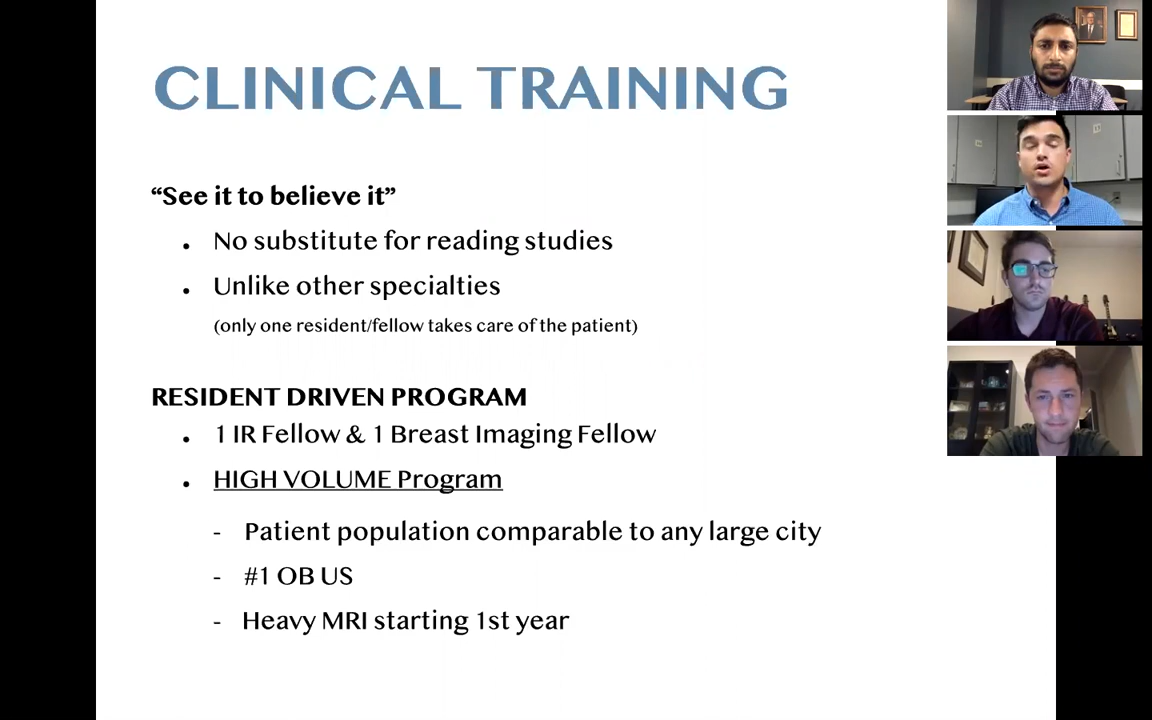 CLINICAL TRAINING
“See it to believe it”
• No substitute for reading studies
• Unlike other specialties
(only one resident/fellow takes care of the patient)
RESIDENT DRIVEN PROGRAM
• 1 IR Fellow & 1 Breast Imaging Fellow
• HIGH VOLUME Program
- Patient population comparable to any large city
- #1 OB US
- Heavy MRI starting 1st year